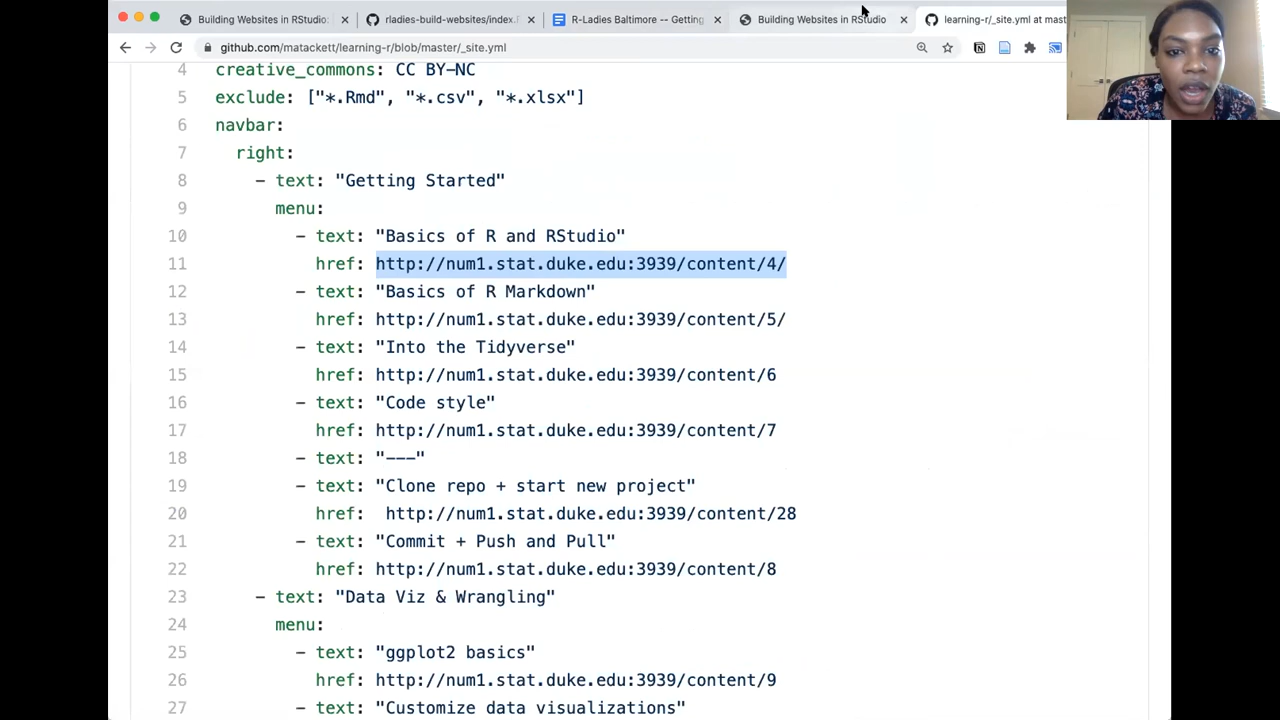 Building Websites in RStudio:
rladies-build-websites/index.
R-Ladies Baltimore -- Getting
Building Websites in RStudio
learning-r/_site.yml at mast
github.com/matackett/learning-r/blob/master/_site.yml
4 creative_commons: CC BY-NC
5 exclude: ["*.Rmd", "*.csv", "*.xlsx"]
6 navbar:
7 right:
8 - text: "Getting Started"
9 menu:
10 - text: "Basics of R and RStudio"
11 href: http://num1.stat.duke.edu:3939/content/4/
12 - text: "Basics of R Markdown"
13 href: http://num1.stat.duke.edu:3939/content/5/
14 - text: "Into the Tidyverse"
15 href: http://num1.stat.duke.edu:3939/content/6
16 - text: "Code style"
17 href: http://num1.stat.duke.edu:3939/content/7
18 - text: "---"
19 - text: "Clone repo + start new project"
20 href: http://num1.stat.duke.edu:3939/content/28
21 - text: "Commit + Push and Pull"
22 href: http://num1.stat.duke.edu:3939/content/8
23 - text: "Data Viz & Wrangling"
24 menu:
25 - text: "ggplot2 basics"
26 href: http://num1.stat.duke.edu:3939/content/9
27 - text: "Customize data visualizations"